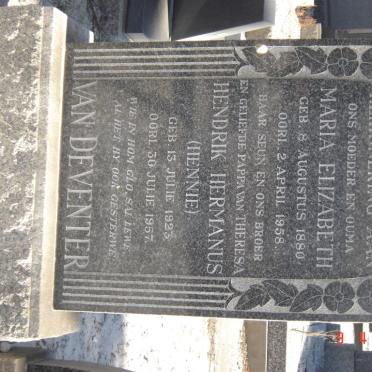 ONS MOEDER EN OUMA
MARIA ELIZABETH
GEB. 8 AUGUSTUS 1880
OORL. 2 APRIL 1958
HAAR SEUN EN ONS BROER
EN GELIEFDE PAPPA VAN THERESA
HENDRIK HERMANUS
(HENNIE)
GEB. 13 JULIE 1925
OORL. 30 JULIE 1957
WIE IN HOM GLO SAL LEWE,
AL HET HY OOK GESTERWE.
VAN DEVENTER